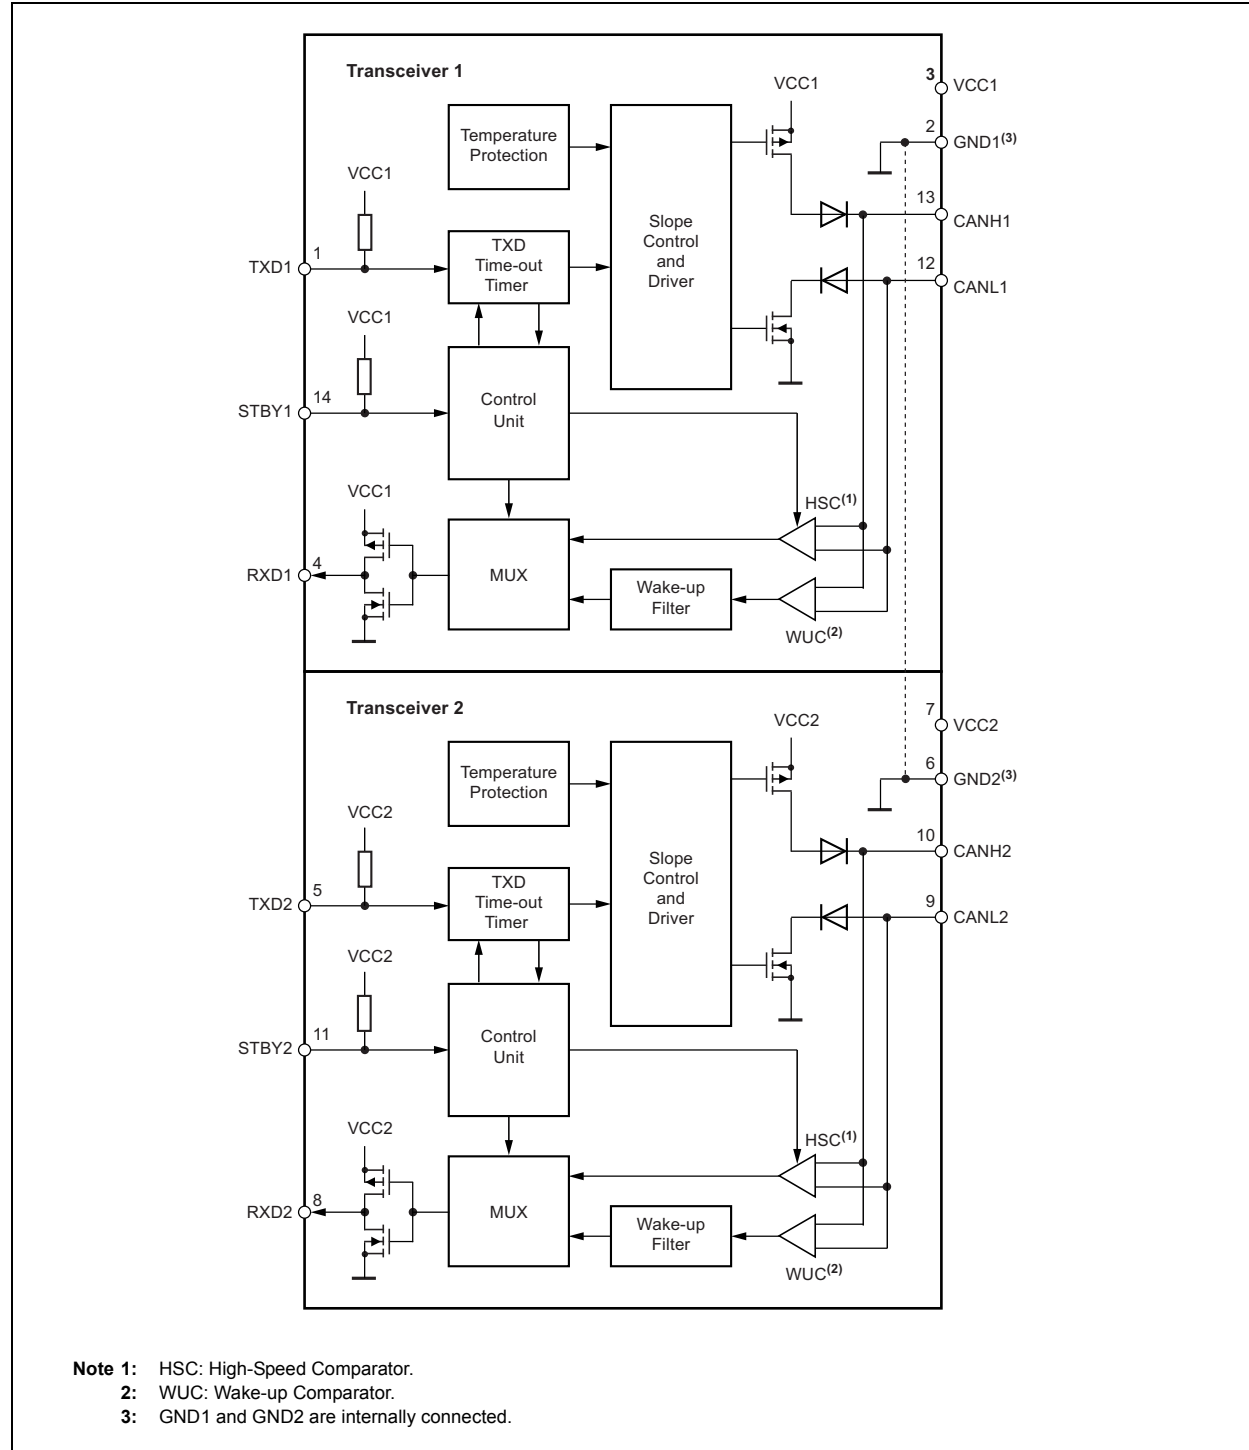 Transceiver 1
VCC1
3
VCC1
Temperature
Protection
2
GND1(3)
VCC1
13
CANH1
Slope
Control
and
Driver
TXD1
1
TXD
Time-out
Timer
12
CANL1
VCC1
STBY1
14
Control
Unit
VCC1
HSC(1)
RXD1
4
MUX
Wake-up
Filter
WUC(2)
Transceiver 2
VCC2
7
VCC2
Temperature
Protection
6
GND2(3)
VCC2
10
CANH2
Slope
Control
and
Driver
TXD2
5
TXD
Time-out
Timer
9
CANL2
VCC2
STBY2
11
Control
Unit
VCC2
HSC(1)
RXD2
8
MUX
Wake-up
Filter
WUC(2)
Note 1: HSC: High-Speed Comparator.
2: WUC: Wake-up Comparator.
3: GND1 and GND2 are internally connected.